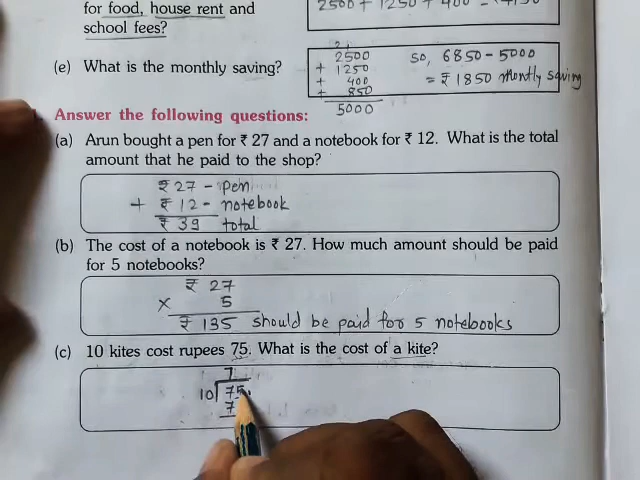 for food, house rent and
school fees?
2500 + 1250 + 400
(e) What is the monthly saving?
2500
+ 1250
+ 400
+ 850
5000
so, 6850 - 5000
= ₹ 1850 monthly saving
Answer the following questions:
(a) Arun bought a pen for ₹ 27 and a notebook for ₹ 12. What is the total
amount that he paid to the shop?
₹ 27 - pen
+ ₹ 12 - notebook
₹ 39 total
(b) The cost of a notebook is ₹ 27. How much amount should be paid
for 5 notebooks?
₹ 27
× 5
₹ 135 should be paid for 5 notebooks
(c) 10 kites cost rupees 75. What is the cost of a kite?
7
10 75
7